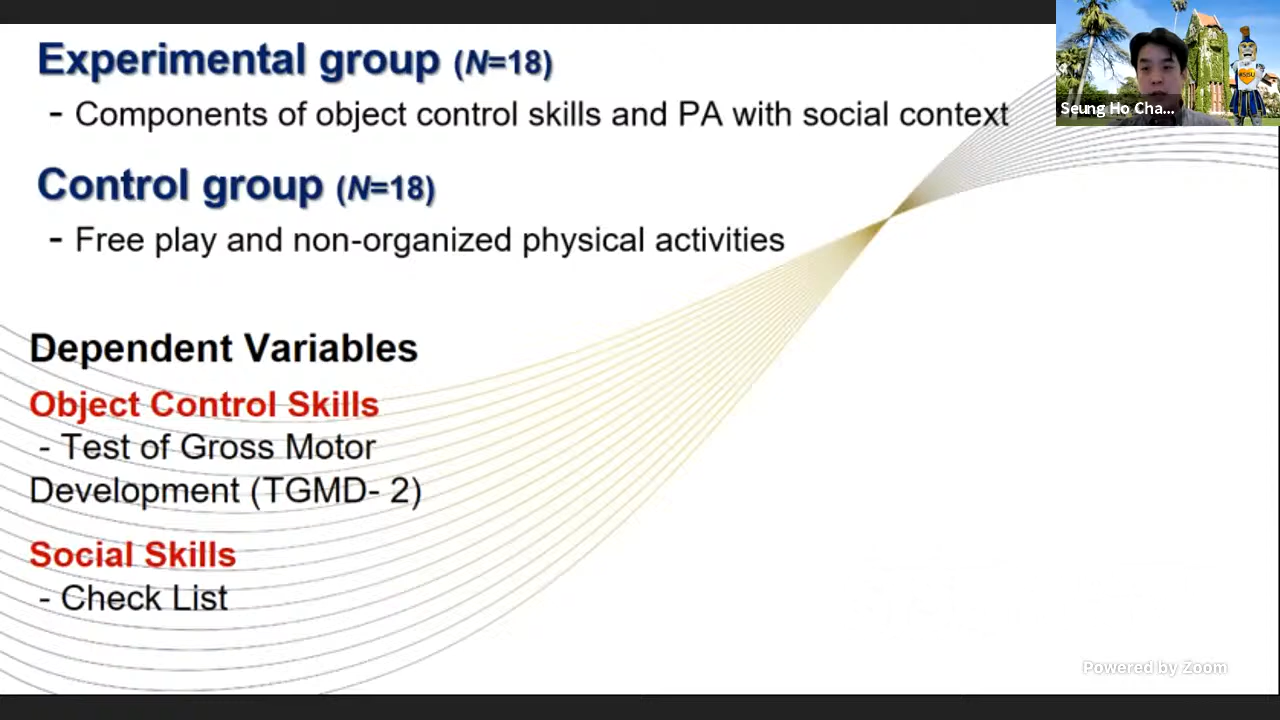 Experimental group (N=18)
- Components of object control skills and PA with social context
Seung Ho Cha...
SJSU
Control group (N=18)
- Free play and non-organized physical activities
Dependent Variables
Object Control Skills
- Test of Gross Motor
Development (TGMD- 2)
Social Skills
- Check List
Powered by Zoom